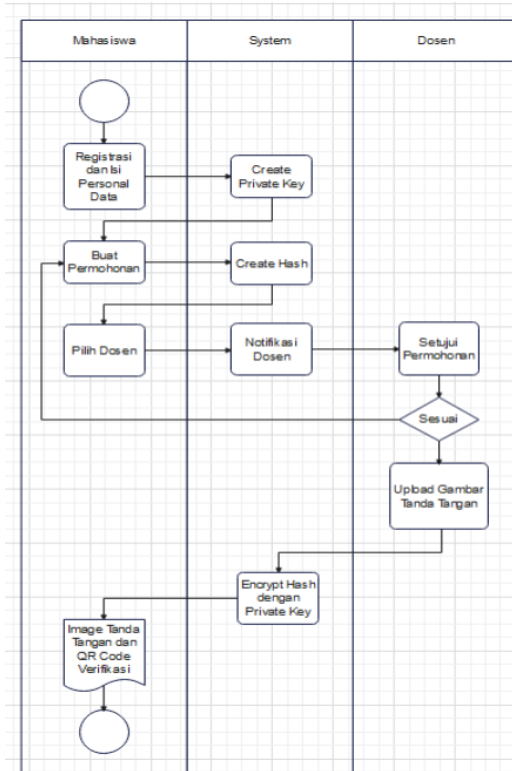 Mahasiswa
System
Dosen
Registrasi
dan Isi
Personal
Data
Create
Private Key
Buat
Permohonan
Create Hash
Pilih Dosen
Notifikasi
Dosen
Setujui
Permohonan
Sesuai
Upload Gambar
Tanda Tangan
Encrypt Hash
dengan
Private Key
Image Tanda
Tangan dan
QR Code
Verifikasi